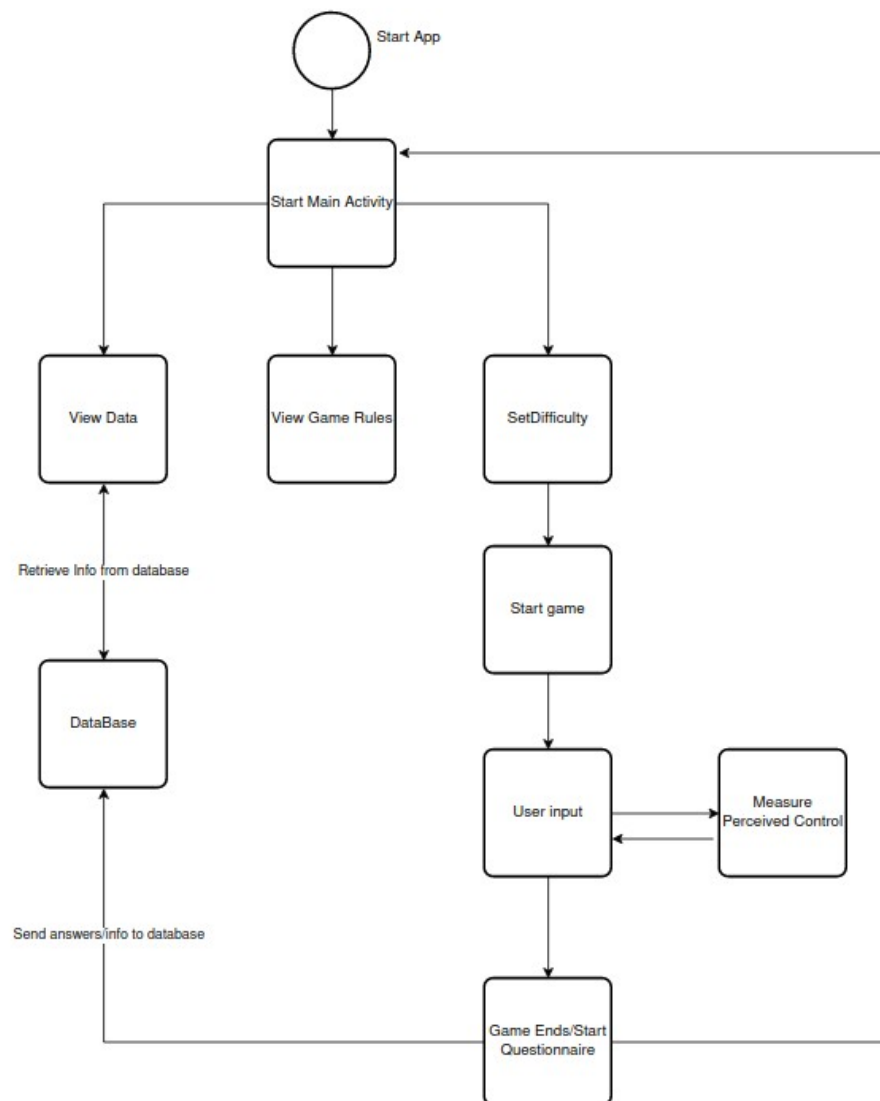 Start App
Start Main Activity
View Data
View Game Rules
SetDifficulty
Retrieve Info from database
Start game
DataBase
User input
Measure
Perceived Control
Send answers/info to database
Game Ends/Start
Questionnaire